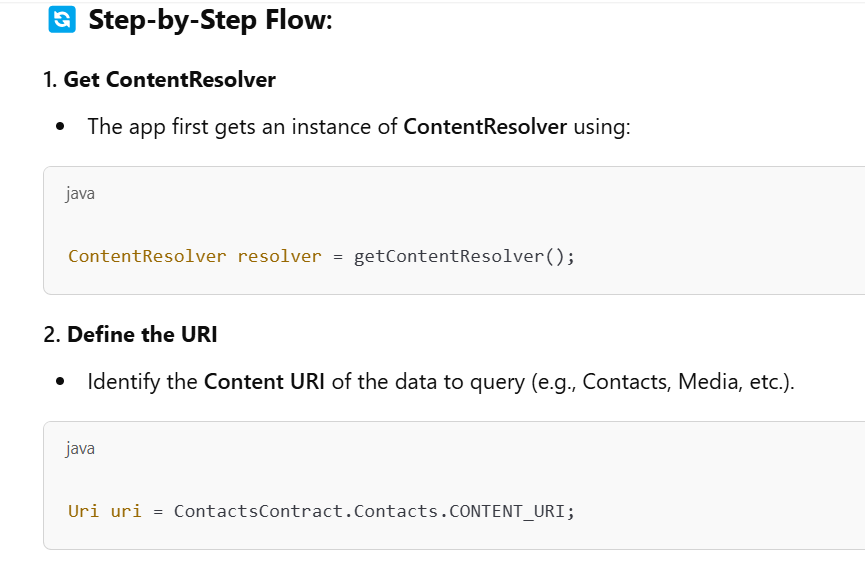 🔄 Step-by-Step Flow:
1. Get ContentResolver
• The app first gets an instance of ContentResolver using:
java
ContentResolver resolver = getContentResolver();
2. Define the URI
• Identify the Content URI of the data to query (e.g., Contacts, Media, etc.).
java
Uri uri = ContactsContract.Contacts.CONTENT_URI;